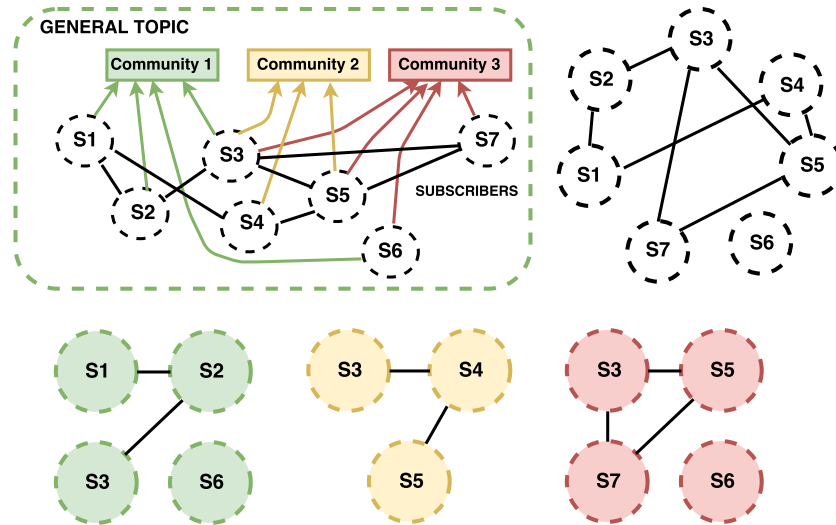 GENERAL TOPIC
Community 1
Community 2
Community 3
S1
S2
S3
S4
S5
S6
S7
SUBSCRIBERS
S3
S2
S4
S1
S5
S7
S6
S1
S2
S3
S6
S3
S4
S5
S3
S5
S7
S6